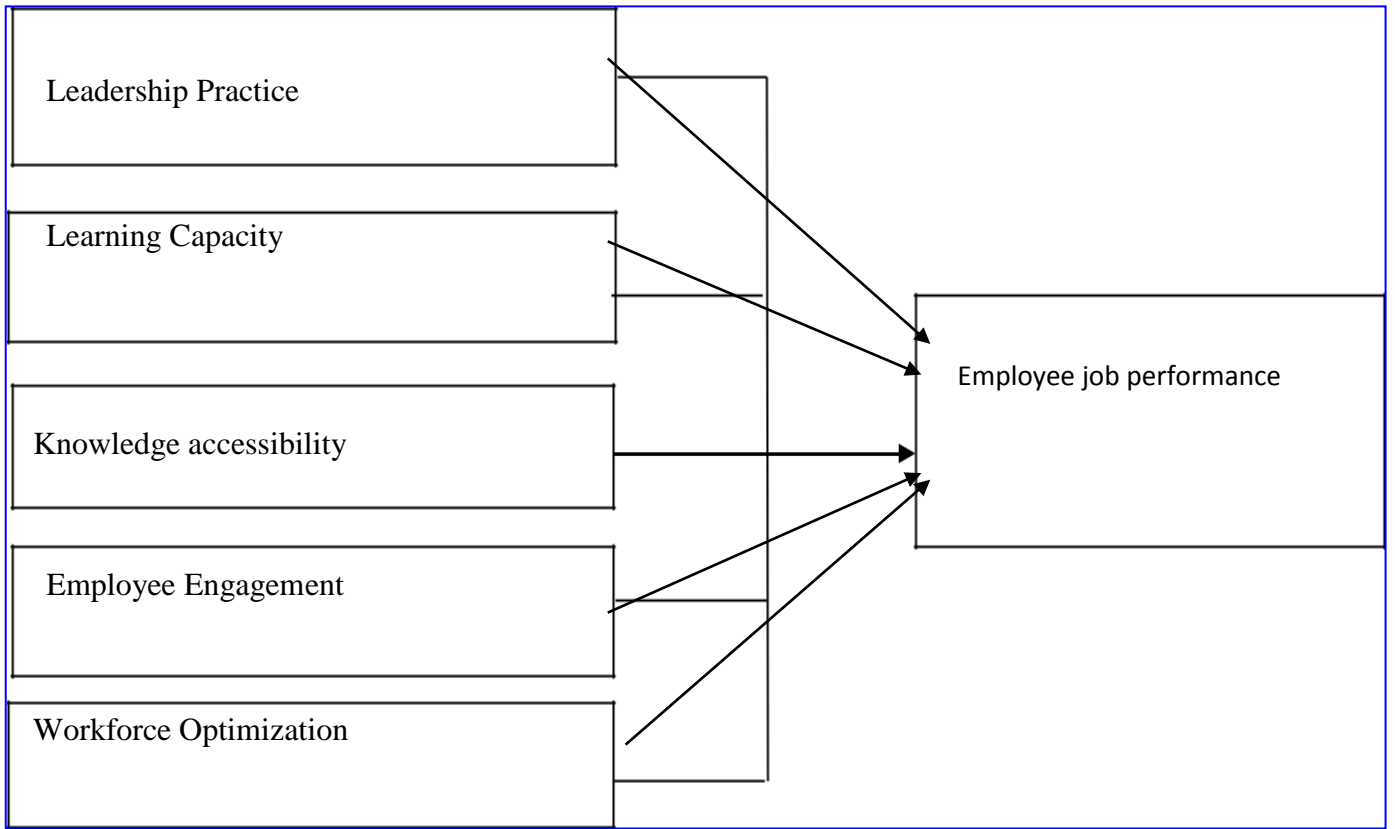 Leadership Practice
Learning Capacity
Employee job performance
Knowledge accessibility
Employee Engagement
Workforce Optimization